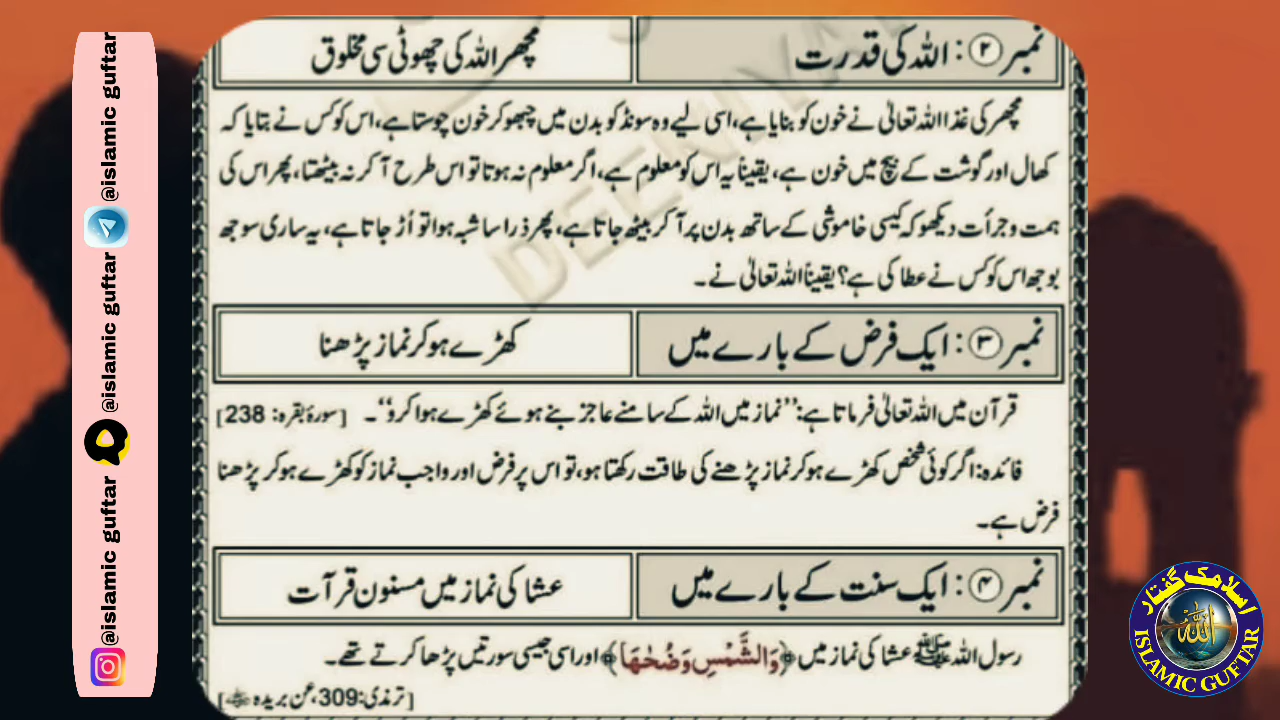 نمبر ۲: اللہ کی قدرت
مچھر اللہ کی چھوٹی سی مخلوق
مچھر کی غذا اللہ تعالیٰ نے خون کو بنایا ہے، اسی لیے وہ سونڈ کو بدن میں چبھو کر خون چوستا ہے، اس کو کس نے بتایا کہ
کھال اور گوشت کے بیچ میں خون ہے، یقیناً یہ اس کو معلوم ہے، اگر معلوم نہ ہوتا تو اس طرح آ کر نہ بیٹھتا، پھر اس کی
ہمت و جرأت دیکھو کہ کیسی خاموشی کے ساتھ بدن پر آ کر بیٹھ جاتا ہے، پھر ذرا سا شبہ ہوا تو اُڑ جاتا ہے، یہ ساری سوجھ
بوجھ اس کو کس نے عطا کی ہے؟ یقیناً اللہ تعالیٰ نے۔
نمبر ۳: ایک فرض کے بارے میں
کھڑے ہو کر نماز پڑھنا
قرآن میں اللہ تعالیٰ فرماتا ہے: ’’نماز میں اللہ کے سامنے عاجز بنے ہوئے کھڑے ہوا کرو‘‘۔ [سورۂ بقرہ: 238]
فائدہ: اگر کوئی شخص کھڑے ہو کر نماز پڑھنے کی طاقت رکھتا ہو، تو اس پر فرض اور واجب نماز کو کھڑے ہو کر پڑھنا
فرض ہے۔
نمبر ۴: ایک سنت کے بارے میں
عشا کی نماز میں مسنون قرآت
رسول اللہ ﷺ عشا کی نماز میں ﴿وَالشَّمْسِ وَضُحٰهَا﴾ اور اسی جیسی سورتیں پڑھا کرتے تھے۔
[ترمذی: 309، عن بریدہ ؓ]
@islamic guftar
@islamic guftar
@islamic guftar
اسلامک گفتار
اللہ
ISLAMIC GUFTAR